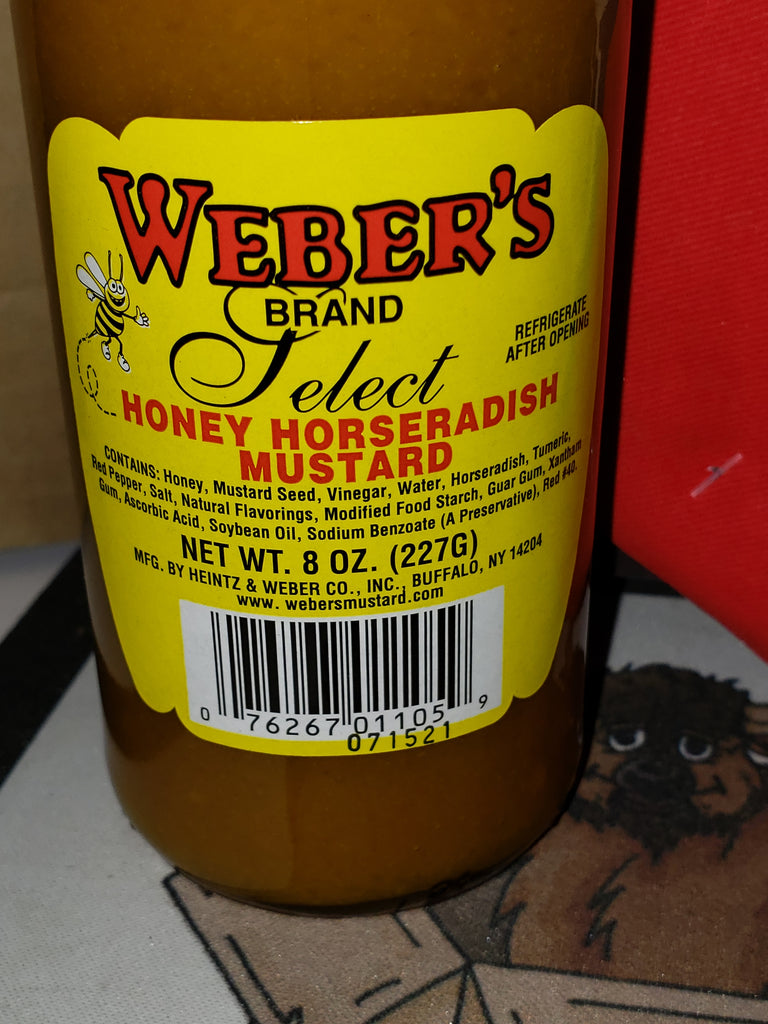 WEBER'S
BRAND
Select
REFRIGERATE
AFTER OPENING
HONEY HORSERADISH
MUSTARD
CONTAINS: Honey, Mustard Seed, Vinegar, Water, Horseradish, Tumeric,
Red Pepper, Salt, Natural Flavorings, Modified Food Starch, Guar Gum, Xantham
Gum, Ascorbic Acid, Soybean Oil, Sodium Benzoate (A Preservative), Red #40.
NET WT. 8 OZ. (227G)
MFG. BY HEINTZ & WEBER CO., INC., BUFFALO, NY 14204
www. webersmustard.com
0 76267 01105 9
071521